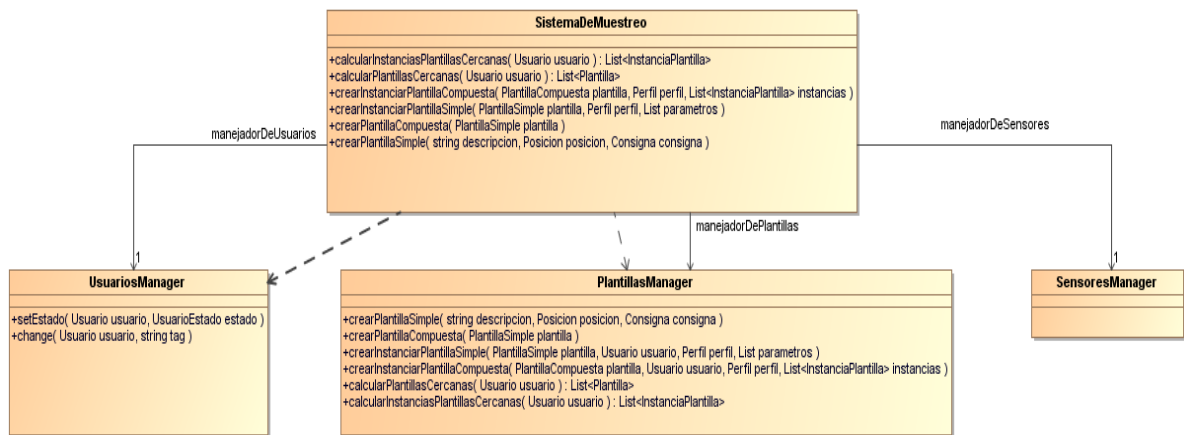 SistemaDeMuestreo
+calcularInstanciasPlantillasCercanas( Usuario usuario ) : List<InstanciaPlantilla>
+calcularPlantillasCercanas( Usuario usuario ) : List<Plantilla>
+crearInstanciarPlantillaCompuesta( PlantillaCompuesta plantilla, Perfil perfil, List<InstanciaPlantilla> instancias )
+crearInstanciarPlantillaSimple( PlantillaSimple plantilla, Perfil perfil, List parametros )
+crearPlantillaCompuesta( PlantillaSimple plantilla )
+crearPlantillaSimple( string descripcion, Posicion posicion, Consigna consigna )
manejadorDeUsuarios
manejadorDeSensores
manejadorDePlantillas
1
1
UsuariosManager
+setEstado( Usuario usuario, UsuarioEstado estado )
+change( Usuario usuario, string tag )
PlantillasManager
+crearPlantillaSimple( string descripcion, Posicion posicion, Consigna consigna )
+crearPlantillaCompuesta( PlantillaSimple plantilla )
+crearInstanciarPlantillaSimple( PlantillaSimple plantilla, Usuario usuario, Perfil perfil, List parametros )
+crearInstanciarPlantillaCompuesta( PlantillaCompuesta plantilla, Usuario usuario, Perfil perfil, List<InstanciaPlantilla> instancias )
+calcularPlantillasCercanas( Usuario usuario ) : List<Plantilla>
+calcularInstanciasPlantillasCercanas( Usuario usuario ) : List<InstanciaPlantilla>
SensoresManager